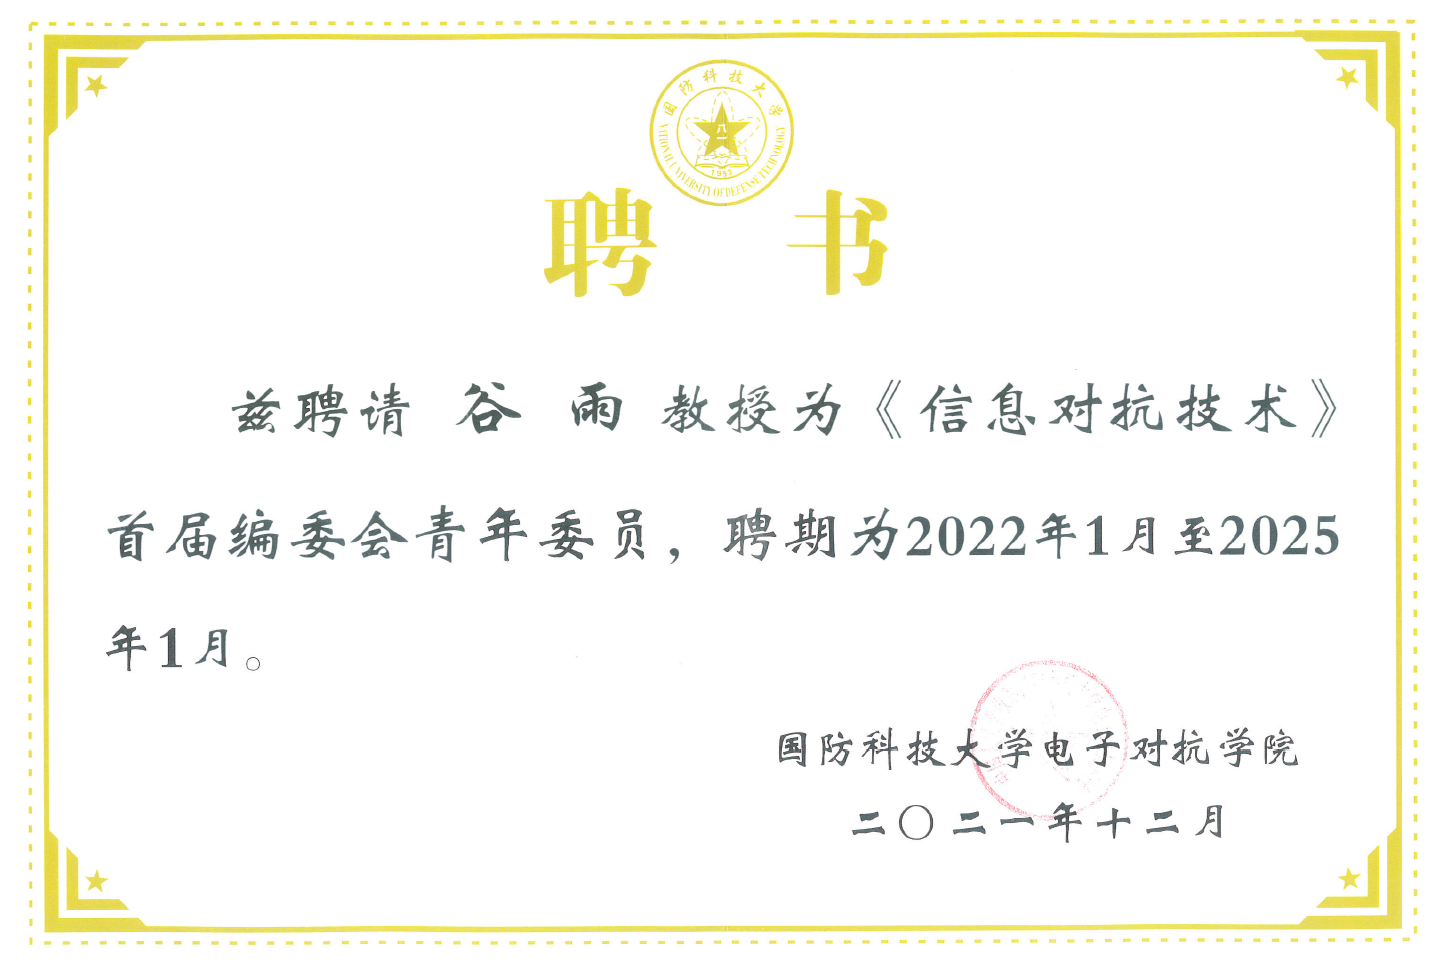 国防科技大学
八一
1953
NATIONAL UNIVERSITY OF DEFENSE TECHNOLOGY
聘 书
兹聘请 谷 雨 教授为《信息对抗技术》
首届编委会青年委员，聘期为2022年1月至2025
年1月。
国防科技大学电子对抗学院
二〇二一年十二月